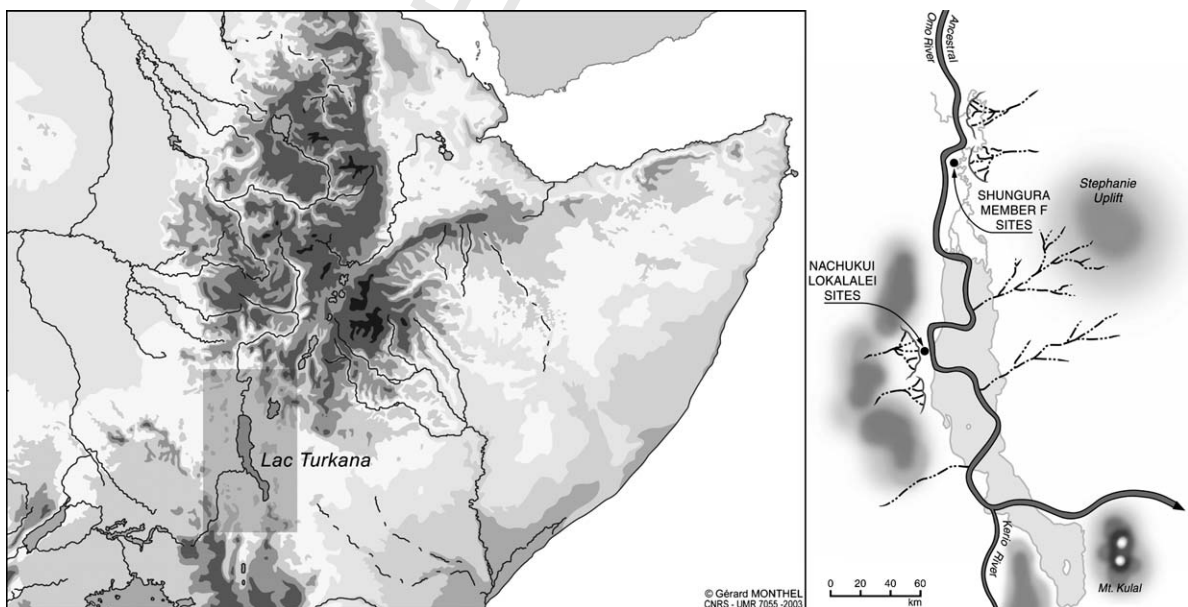 Lac Turkana
© Gérard MONTHEL
CNRS - UMR 7055 -2003
Ancestral
Omo River
SHUNGURA
MEMBER F
SITES
Stephanie
Uplift
NACHUKUI
LOKALALEI
SITES
Kerio River
Mt. Kulal
0 20 40 60
km